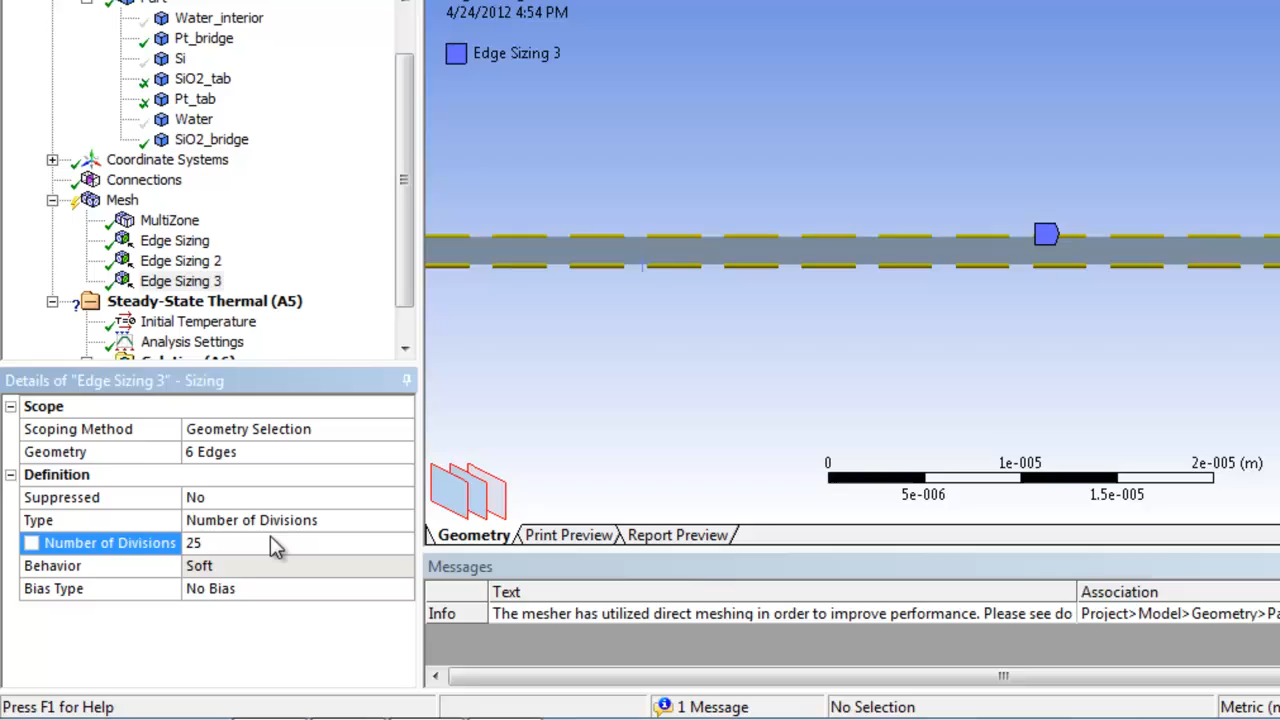 Part
Water_interior
Pt_bridge
Si
SiO2_tab
Pt_tab
Water
SiO2_bridge
Coordinate Systems
Connections
Mesh
MultiZone
Edge Sizing
Edge Sizing 2
Edge Sizing 3
Steady-State Thermal (A5)
Initial Temperature
Analysis Settings
Details of "Edge Sizing 3" - Sizing
Scope
Scoping Method Geometry Selection
Geometry 6 Edges
Definition
Suppressed No
Type Number of Divisions
Number of Divisions 25
Behavior Soft
Bias Type No Bias
4/24/2012 4:54 PM
Edge Sizing 3
0 1e-005 2e-005 (m)
5e-006 1.5e-005
Geometry Print Preview Report Preview
Messages
Text Association
Info The mesher has utilized direct meshing in order to improve performance. Please see do Project>Model>Geometry>Pa
Press F1 for Help 1 Message No Selection Metric (m